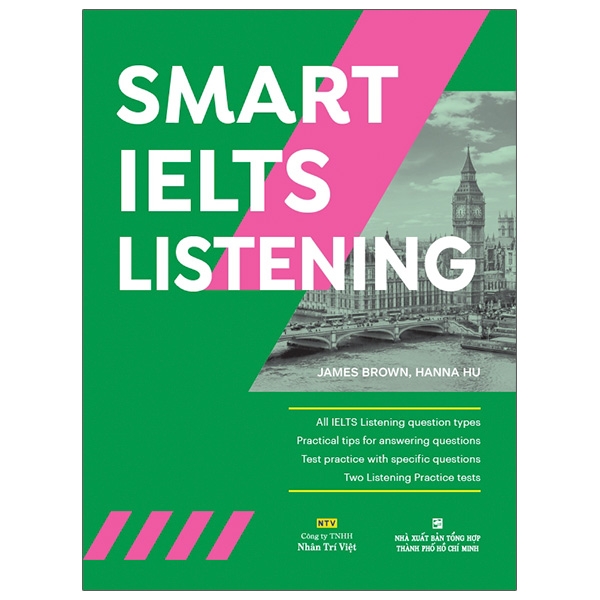 SMART
IELTS
LISTENING
JAMES BROWN, HANNA HU
All IELTS Listening question types
Practical tips for answering questions
Test practice with specific questions
Two Listening Practice tests
NTV
Công ty TNHH
Nhân Trí Việt
NHÀ XUẤT BẢN TỔNG HỢP
THÀNH PHỐ HỒ CHÍ MINH